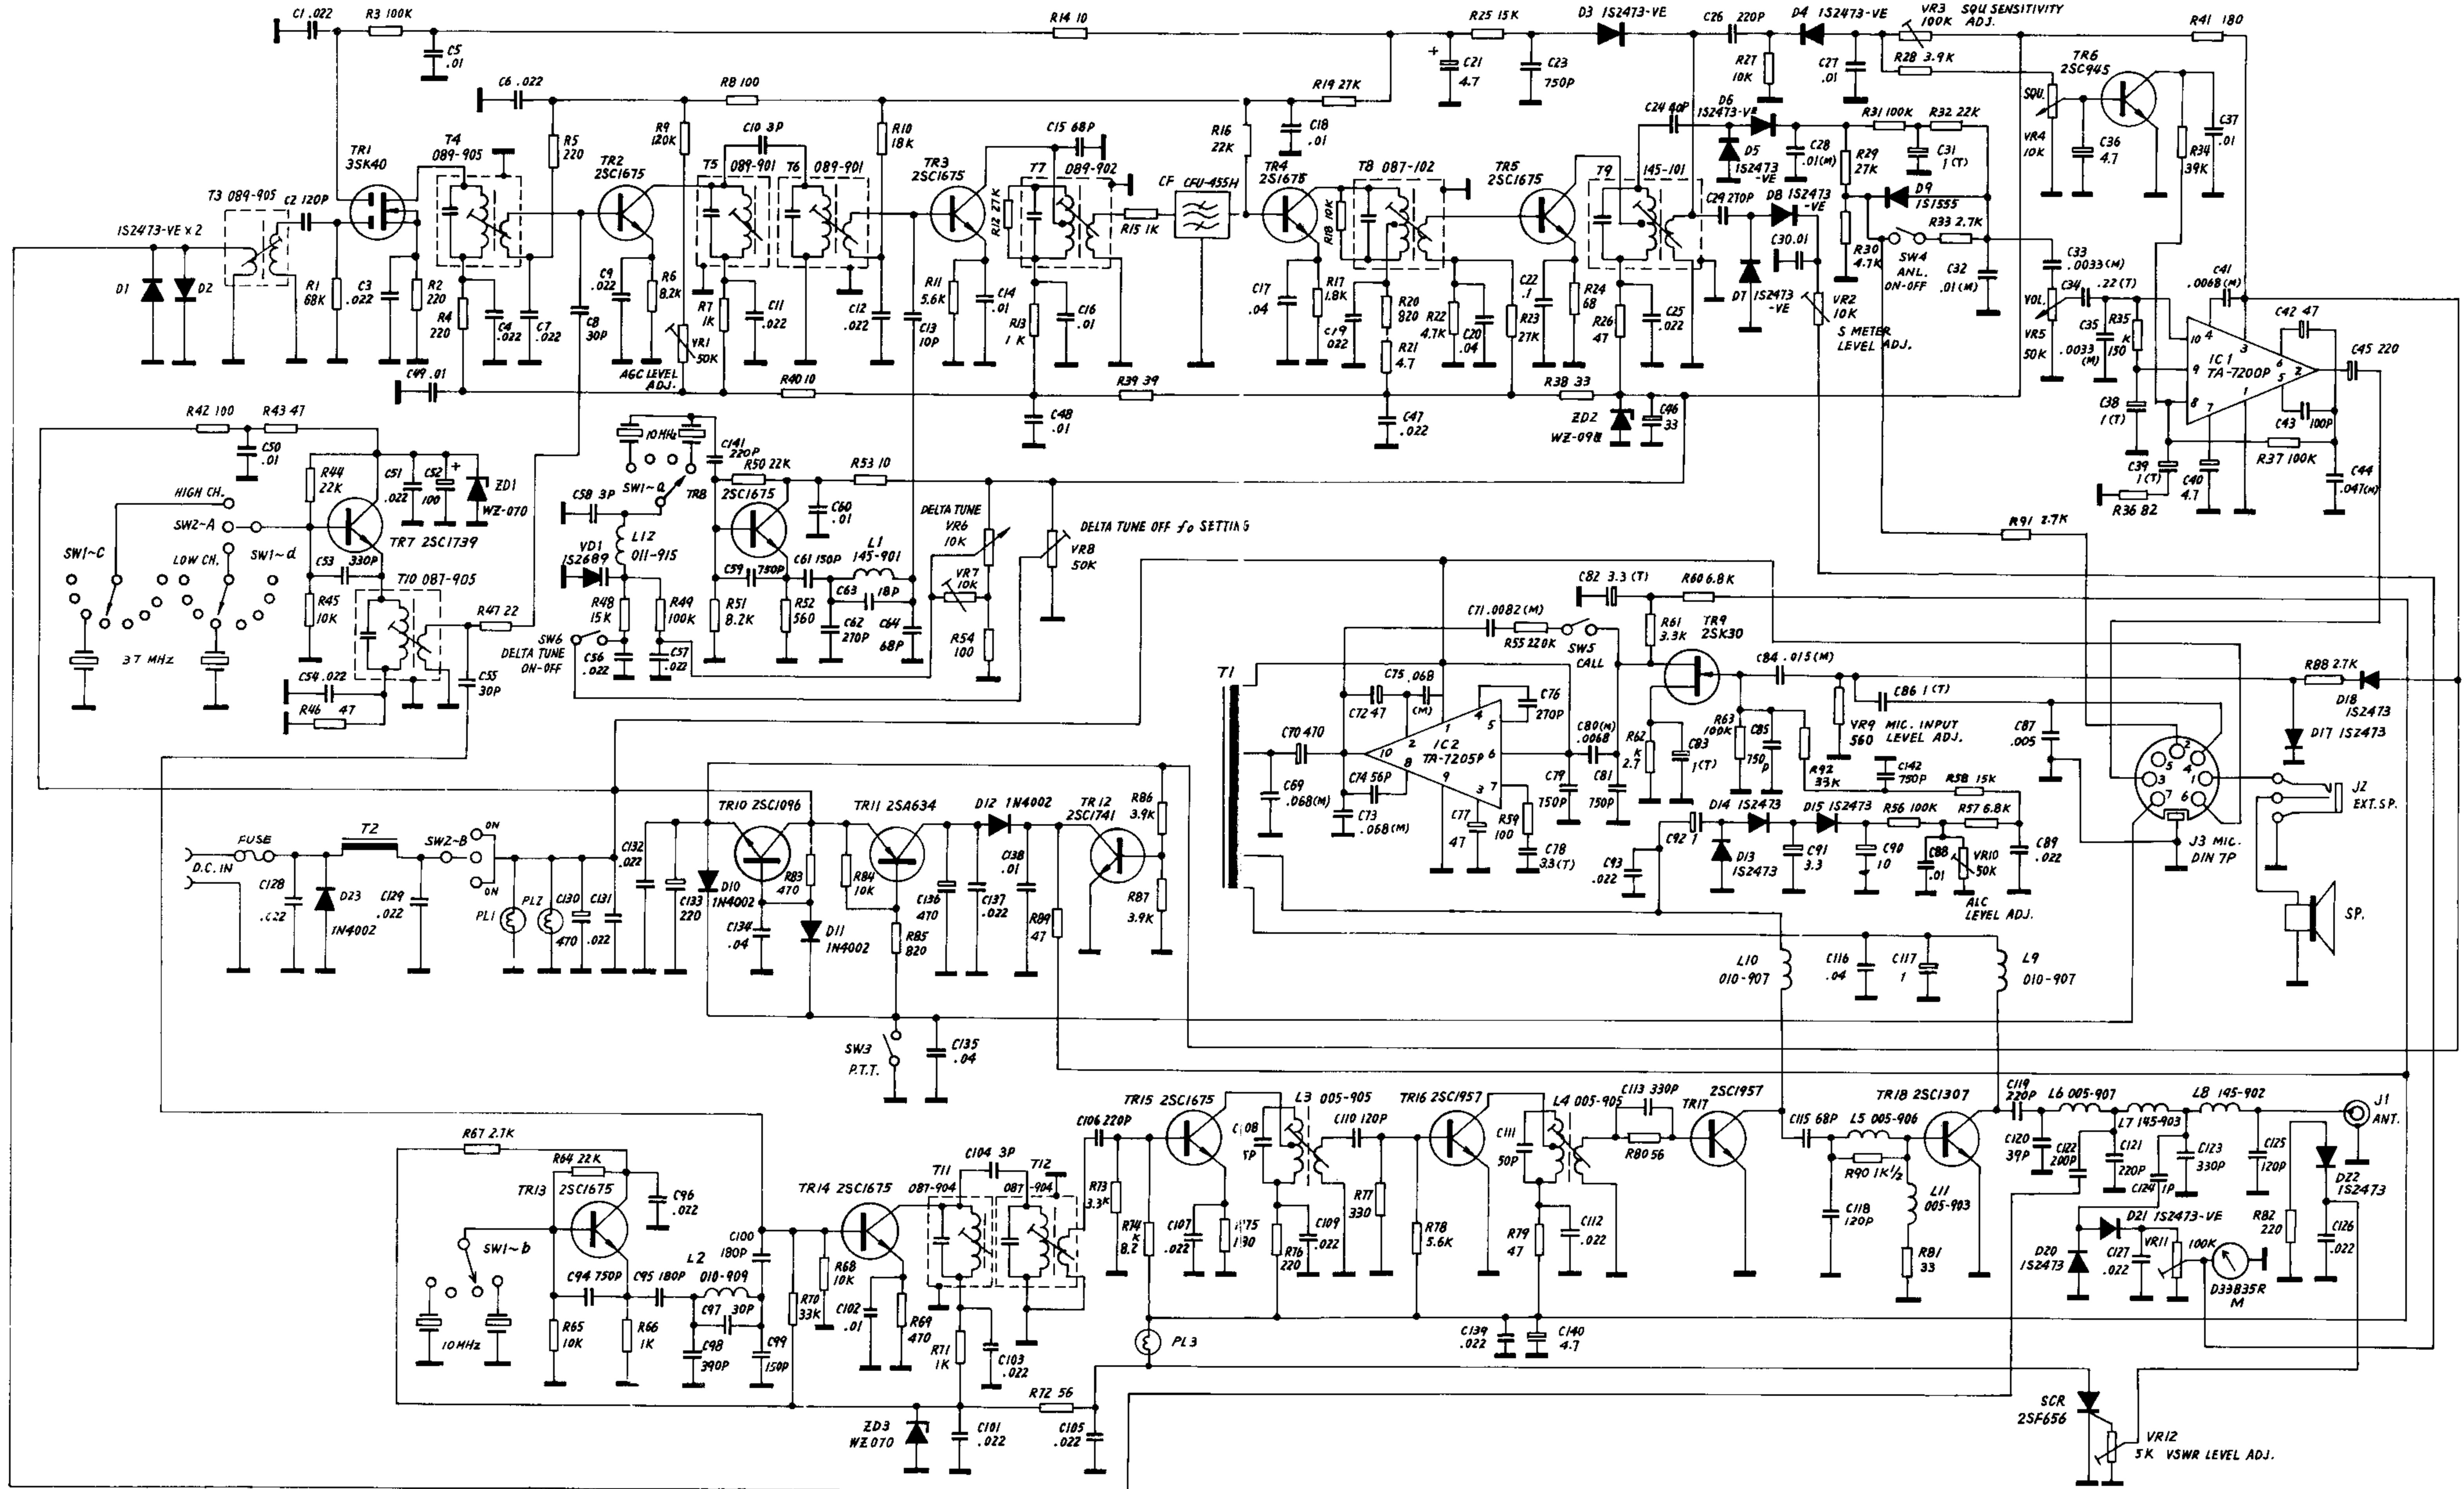 C1 .022
R3 100K
C5 .01
R14 10
R25 15K
D3 1S2473-VE
C26 220P
D4 1S2473-VE
VR3 SQU SENSITIVITY
100K ADJ.
R41 180
C6 .022
R8 100
R19 27K
C21 4.7
C23 750P
R27 10K
C27 .01
R28 3.9K
TR6
2SC945
TR1
3SK40
T4
089-905
R5 220
R9 120K
C10 3P
R10 18K
C15 68P
R16 22K
C18 .01
C24 60P
D6
1S2473-VE
R31 100K
R32 22K
SQU.
VR4 10K
C36 4.7
R34 39K
C37 .01
T3 089-905
C2 120P
TR2
2SC1675
T5
089-901
T6
089-901
TR3
2SC1675
T7
089-902
R12 27K
CF
CFU-455H
R15 1K
TR4
2S1675
R18 10K
T8 087-102
TR5
2SC1675
T9
145-101
D5
1S2473-VE
C28 .01(M)
R29 27K
C31 1(T)
D9
1S1555
1S2473-VE x 2
D1
D2
R1 68K
C3 .022
R2 220
R4 220
C4 .022
C7 .022
C8 30P
C9 .022
R6 8.2K
VR1 50K
AGC LEVEL
ADJ.
R7 1K
C11 .022
C12 .022
C13 10P
R11 5.6K
C14 .01
R13 1K
C16 .01
C17 .04
R17 1.8K
C19 022
R20 820
R21 4.7
R22 4.7K
C20 .04
R23 27K
C22 .1
R24 68
R26 47
C25 .022
C29 270P
D8 1S2473-VE
D7 1S2473-VE
C30 .01
VR2 10K
S METER
LEVEL ADJ.
R30 4.7K
R33 2.7K
SW4
ANL.
ON-OFF
C32 .01(M)
C33 .0033(M)
C34 .22(T)
VOL.
VR5 50K
C35 .0033 (M)
R35 K 150
C41 .0068(M)
C42 47
10 4 3 9 6 2 5 8 7 1
IC 1
TA-7200P
C45 220
C38 1(T)
C43 100P
R37 100K
C39 1(T)
C40 4.7
C44 .047(M)
R36 82
C49 .01
R40 10
R39 39
R38 33
C48 .01
C47 .022
ZD2
WZ-090
C46 33
R42 100
R43 47
C50 .01
R44 22K
C51 .022
C52 100
ZD1
WZ-070
HIGH CH.
SW2~A
LOW CH.
SW1~C
SW1~d
TR7 2SC1739
C53 330P
R45 10K
T10 087-905
R47 22
37 MHz
C54 .022
R46 47
C55 30P
10MHz
SW1~a
C141 220P
R50 22K
R53 10
TR8
2SC1675
C58 3P
C60 .01
VD1
1S2689
L12
011-915
R48 15K
R49 100K
SW6
DELTA TUNE
ON-OFF
C56 .022
C57 .022
C59 750P
R51 8.2K
R52 560
C61 150P
L1
145-901
C63 18P
C62 270P
C64 68P
DELTA TUNE
VR6
10K
VR7
10K
R54 100
DELTA TUNE OFF fo SETTING
VR8
50K
R91 2.7K
C82 3.3 (T)
R60 6.8K
C71 .0082(M)
R55 220K
SW5
CALL
R61 3.3K
TR9
2SK30
C84 .015(M)
R88 2.7K
D18
1S2473
D17 1S2473
T1
C75 .068 (M)
C72 47
C76 270P
C70 470
10 2 1 4 5 6 8 9 3 7
IC 2
TA-7205P
C80(M) .0068
C69 .068(M)
C74 56P
C73 .068(M)
C77 47
R59 100
C78 33(T)
C79 750P
C81 750P
R62 K 2.7
C83 1(T)
R63 100K
C85 750P
R92 33K
VR9 560
MIC. INPUT
LEVEL ADJ.
C86 1(T)
C87 .005
C142 750P
R58 15K
2 5 4 3 1 7 6
J2
EXT.SP.
J3 MIC.
DIN 7P
SP.
C92 1
D14 1S2473
D15 1S2473
R56 100K
R57 6.8K
D13
1S2473
C91 3.3
C90 10
C88 .01
VR10 50K
ALC
LEVEL ADJ.
C89 .022
C93 .022
FUSE
T2
SW2~B
ON
ON
D.C. IN
C128 .022
D23
1N4002
C129 .022
PL1
PL2
C130 470
C131 .022
C132 .022
C133 220
TR10 2SC1096
D10
1N4002
C134 .04
R83 470
D11
1N4002
TR11 2SA634
R84 10K
R85 820
D12 1N4002
C136 470
C137 .022
C138 .01
R89 47
TR12
2SC1741
R86 3.9K
R87 3.9K
L10
010-907
C116 .04
C117 1
L9
010-907
SW3
P.T.T.
C135 .04
R67 2.7K
R64 22K
TR13
2SC1675
C96 .022
SW1~b
10MHz
C94 750P
C95 180P
R65 10K
R66 1K
L2
010-909
C97 30P
C98 390P
C99 150P
C100 180P
R70 33K
R68 10K
TR14 2SC1675
C102 .01
R69 470
T11
087-904
C104 3P
T12
087-904
R71 1K
C103 .022
R72 56
ZD3
WZ070
C101 .022
C105 .022
C106 220P
R73 3.3K
R74 K 8.2
TR15 2SC1675
C107 .022
L3 005-905
R76 220
C109 .022
C110 120P
R77 330
TR16 2SC1957
R78 5.6K
C111 50P
L4 005-905
R79 47
C112 .022
C113 330P
R80 56
2SC1957
TR17
PL3
C139 .022
C140 4.7
C115 68P
L5 005-906
R90 1K 1/2
C118 120P
L11
005-903
R81 33
TR18 2SC1307
C119 220P
L6 005-907
L7 145-903
L8 145-902
J1
ANT.
C120 39P
C122 200P
C121 220P
C124 1P
C123 330P
C125 120P
D22
1S2473
D21 1S2473-VE
D20
1S2473
C127 .022
VR11
100K
D33835R
M
R82 220
C126 .022
SCR
2SF656
VR12
5K VSWR LEVEL ADJ.